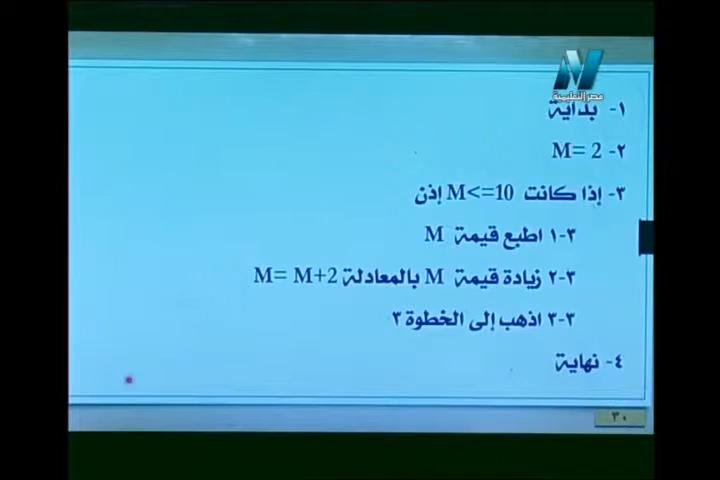 مصر التعليمية
١- بداية
٢- M= 2
٣- إذا كانت M<=10 إذن
٣-١ اطبع قيمة M
٣-٢ زيادة قيمة M بالمعادلة M= M+2
٣-٣ اذهب إلى الخطوة ٣
٤- نهاية
٣٠